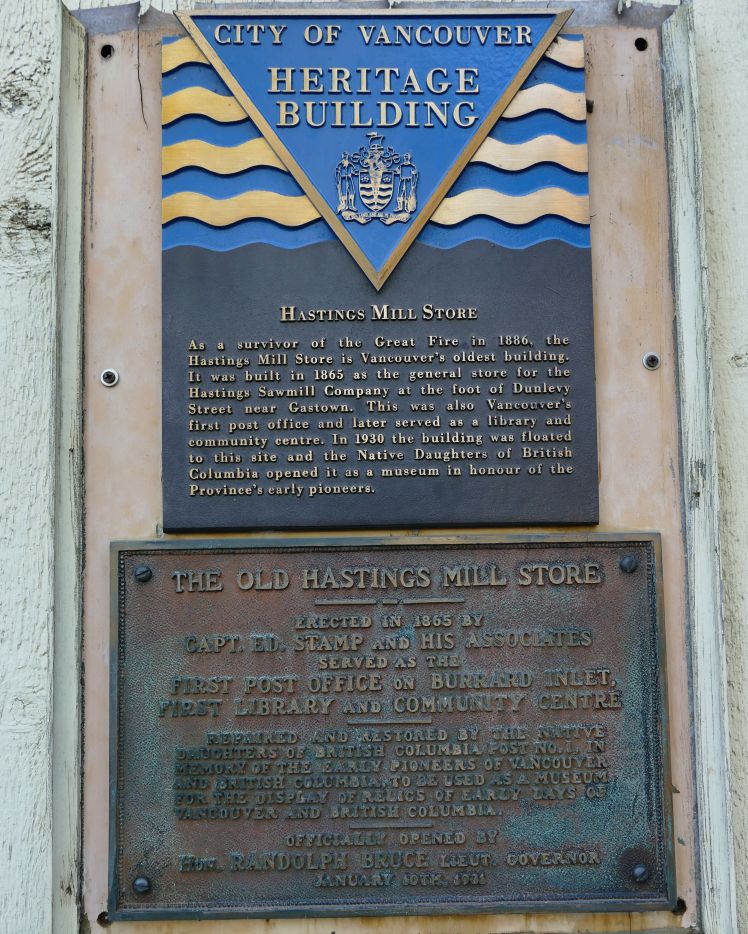 CITY OF VANCOUVER
HERITAGE
BUILDING
HASTINGS MILL STORE
As a survivor of the Great Fire in 1886, the
Hastings Mill Store is Vancouver's oldest building.
It was built in 1865 as the general store for the
Hastings Sawmill Company at the foot of Dunlevy
Street near Gastown. This was also Vancouver's
first post office and later served as a library and
community centre. In 1930 the building was floated
to this site and the Native Daughters of British
Columbia opened it as a museum in honour of the
Province's early pioneers.
THE OLD HASTINGS MILL STORE
ERECTED IN 1865 BY
CAPT. ED. STAMP AND HIS ASSOCIATES
SERVED AS THE
FIRST POST OFFICE ON BURRARD INLET,
FIRST LIBRARY AND COMMUNITY CENTRE
REPAIRED AND RESTORED BY THE NATIVE
DAUGHTERS OF BRITISH COLUMBIA POST NO. 1, IN
MEMORY OF THE EARLY PIONEERS OF VANCOUVER
AND BRITISH COLUMBIA, TO BE USED AS A MUSEUM
FOR THE DISPLAY OF RELICS OF EARLY DAYS OF
VANCOUVER AND BRITISH COLUMBIA.
OFFICIALLY OPENED BY
HON. RANDOLPH BRUCE LIEUT. GOVERNOR
JANUARY 10TH, 1931